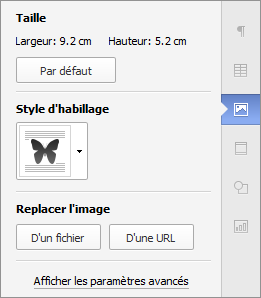 Taille
Largeur: 9.2 cm Hauteur: 5.2 cm
Par défaut
Style d'habillage
Replacer l'image
D'un fichier D'une URL
Afficher les paramètres avancés